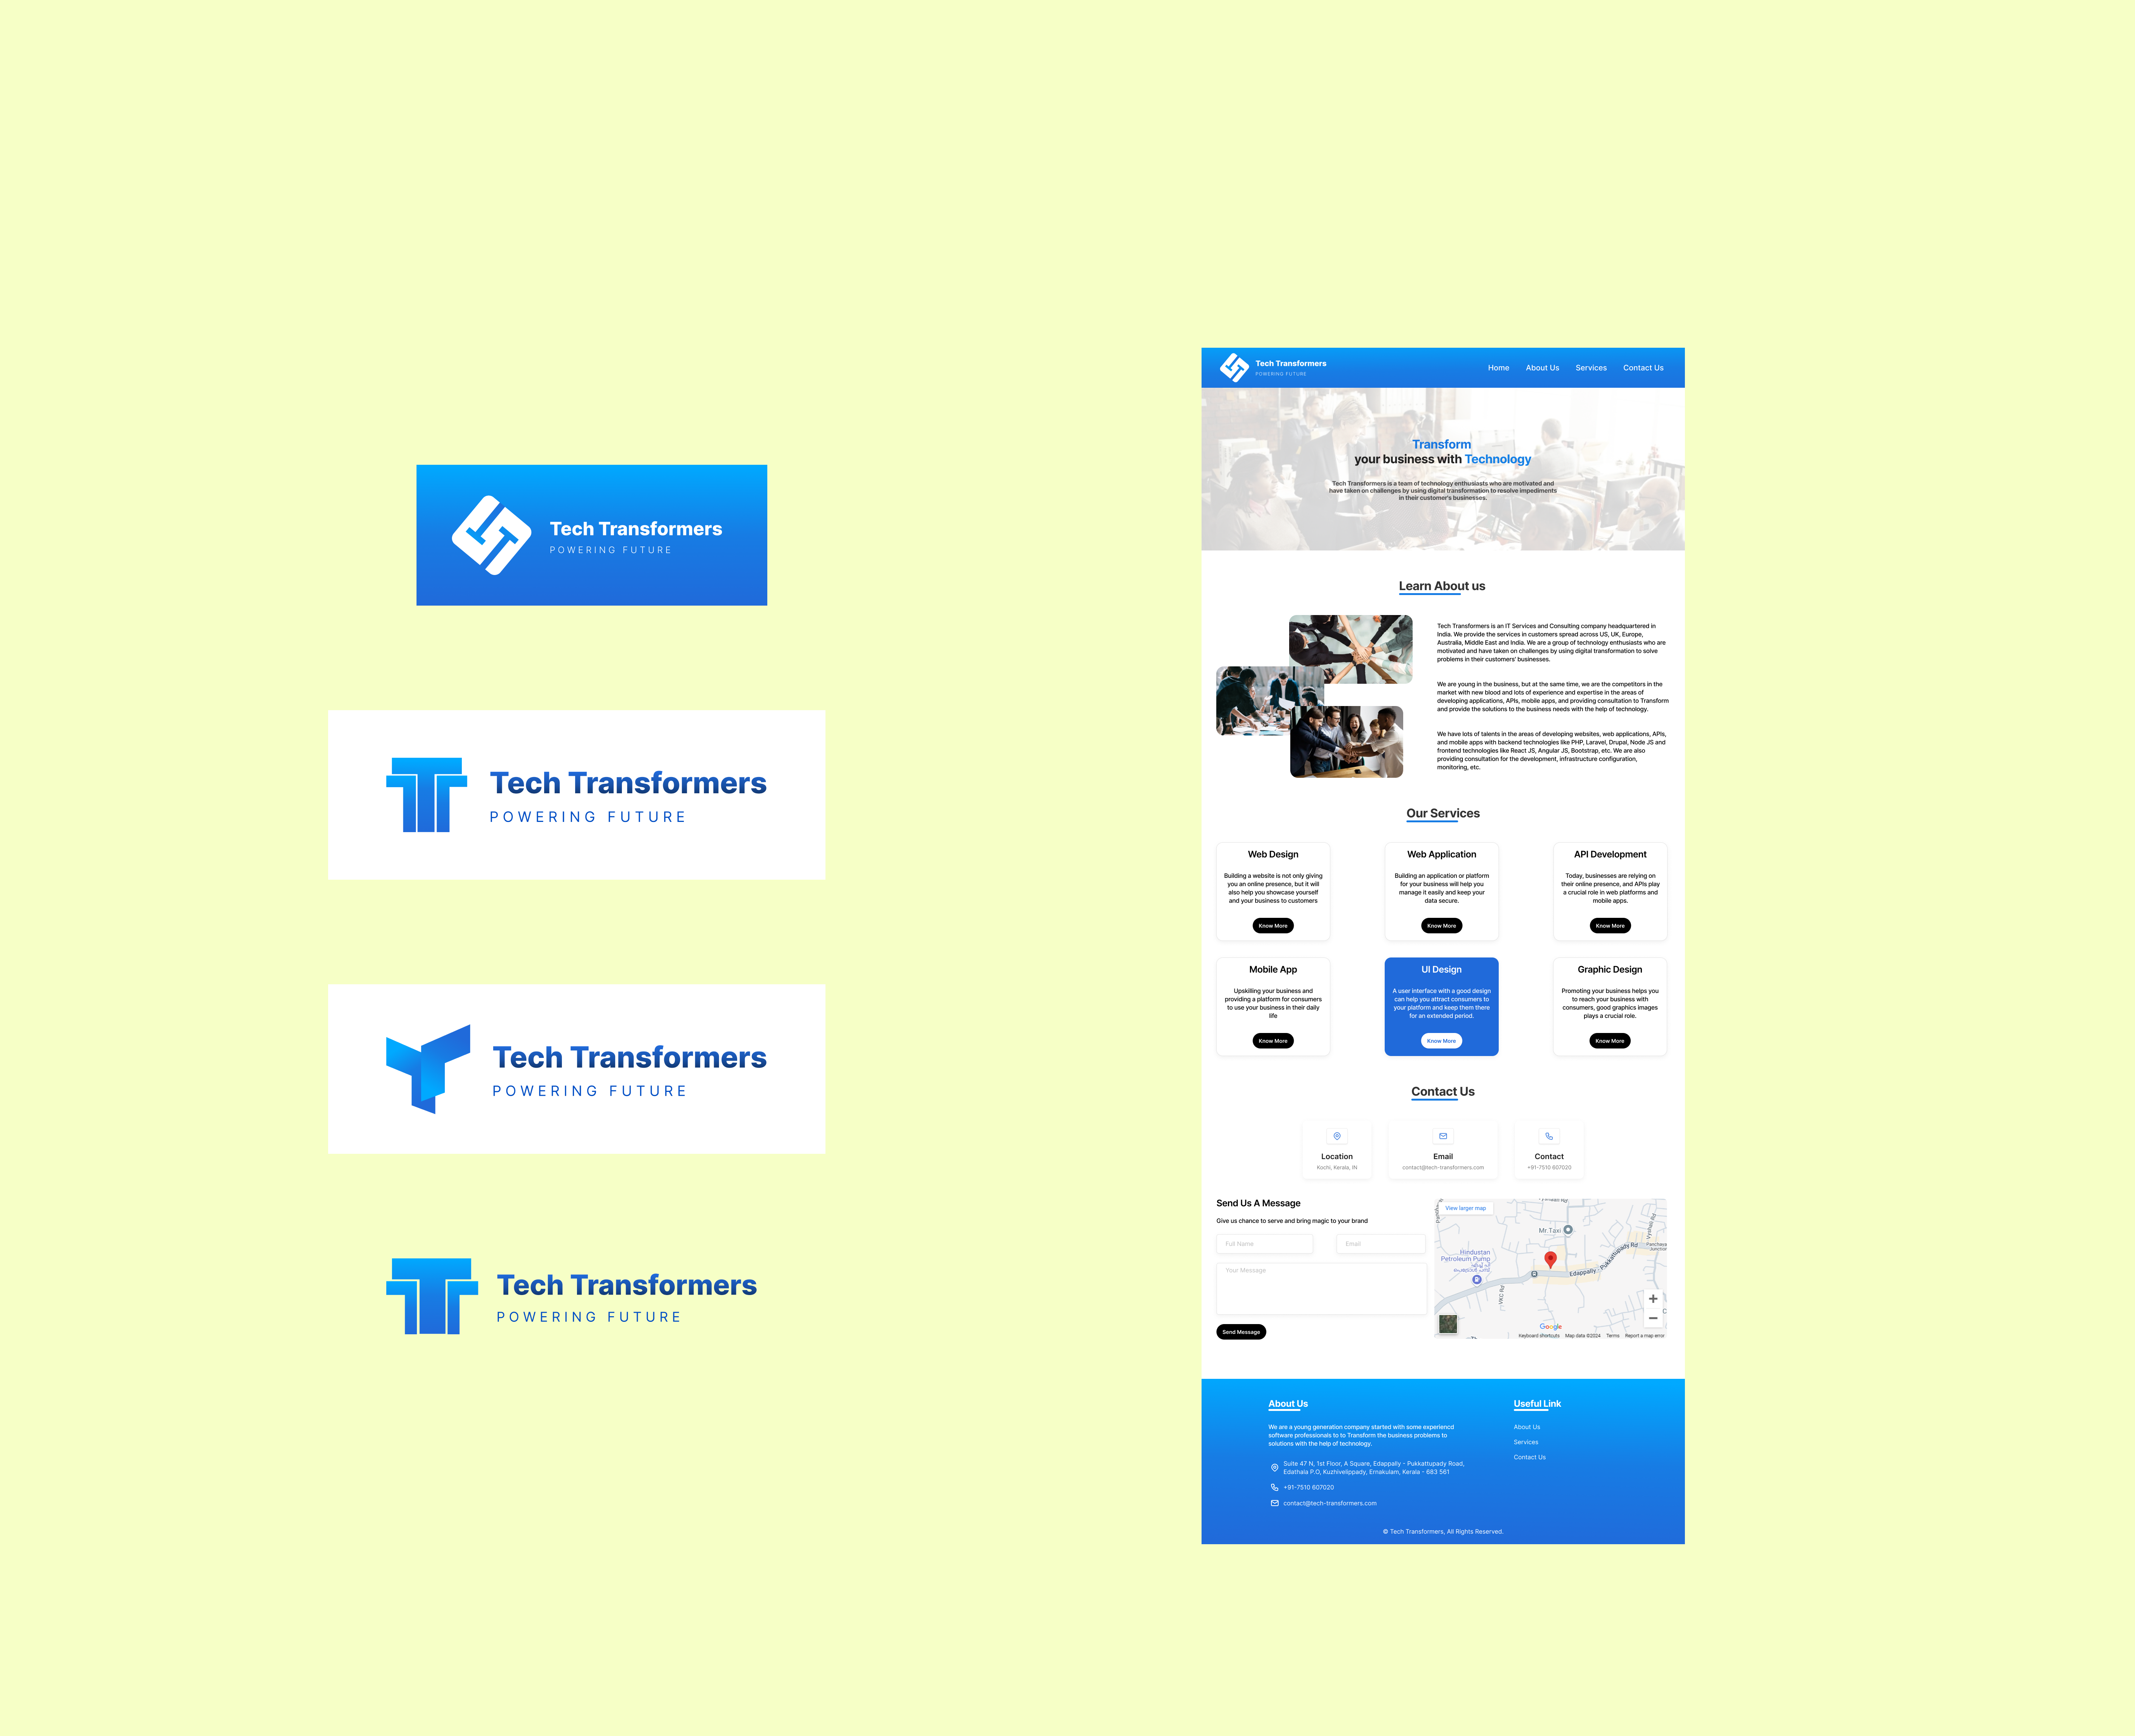 Tech Transformers
POWERING FUTURE
Tech Transformers
POWERING FUTURE
Tech Transformers
POWERING FUTURE
Tech Transformers
POWERING FUTURE
Tech Transformers
POWERING FUTURE
Home About Us Services Contact Us
Transform
your business with Technology
Tech Transformers is a team of technology enthusiasts who are motivated and
have taken on challenges by using digital transformation to resolve impediments
in their customer's businesses.
Learn About us
Tech Transformers is an IT Services and Consulting company headquartered in
India. We provide the services in customers spread across US, UK, Europe,
Australia, Middle East and India. We are a group of technology enthusiasts who are
motivated and have taken on challenges by using digital transformation to solve
problems in their customers' businesses.
We are young in the business, but at the same time, we are the competitors in the
market with new blood and lots of experience and expertise in the areas of
developing applications, APIs, mobile apps, and providing consultation to Transform
and provide the solutions to the business needs with the help of technology.
We have lots of talents in the areas of developing websites, web applications, APIs,
and mobile apps with backend technologies like PHP, Laravel, Drupal, Node JS and
frontend technologies like React JS, Angular JS, Bootstrap, etc. We are also
providing consultation for the development, infrastructure configuration,
monitoring, etc.
Our Services
Web Design
Building a website is not only giving
you an online presence, but it will
also help you showcase yourself
and your business to customers
Know More
Web Application
Building an application or platform
for your business will help you
manage it easily and keep your
data secure.
Know More
API Development
Today, businesses are relying on
their online presence, and APIs play
a crucial role in web platforms and
mobile apps.
Know More
Mobile App
Upskilling your business and
providing a platform for consumers
to use your business in their daily
life
Know More
UI Design
A user interface with a good design
can help you attract consumers to
your platform and keep them there
for an extended period.
Know More
Graphic Design
Promoting your business helps you
to reach your business with
consumers, good graphics images
plays a crucial role.
Know More
Contact Us
Location
Kochi, Kerala, IN
Email
contact@tech-transformers.com
Contact
+91-7510 607020
Send Us A Message
Give us chance to serve and bring magic to your brand
Full Name
Email
Your Message
Send Message
View larger map
Mr.Taxi
Vyshali Rd
Pukkattupady Rd
Panchayat
Junction
Hindustan
Petroleum Pump
Edappally
VKC Rd
Google
Keyboard shortcuts Map data ©2024 Terms Report a map error
About Us
We are a young generation company started with some experiencd
software professionals to to Transform the business problems to
solutions with the help of technology.
Suite 47 N, 1st Floor, A Square, Edappally - Pukkattupady Road,
Edathala P.O, Kuzhivelippady, Ernakulam, Kerala - 683 561
+91-7510 607020
contact@tech-transformers.com
Useful Link
About Us
Services
Contact Us
© Tech Transformers, All Rights Reserved.